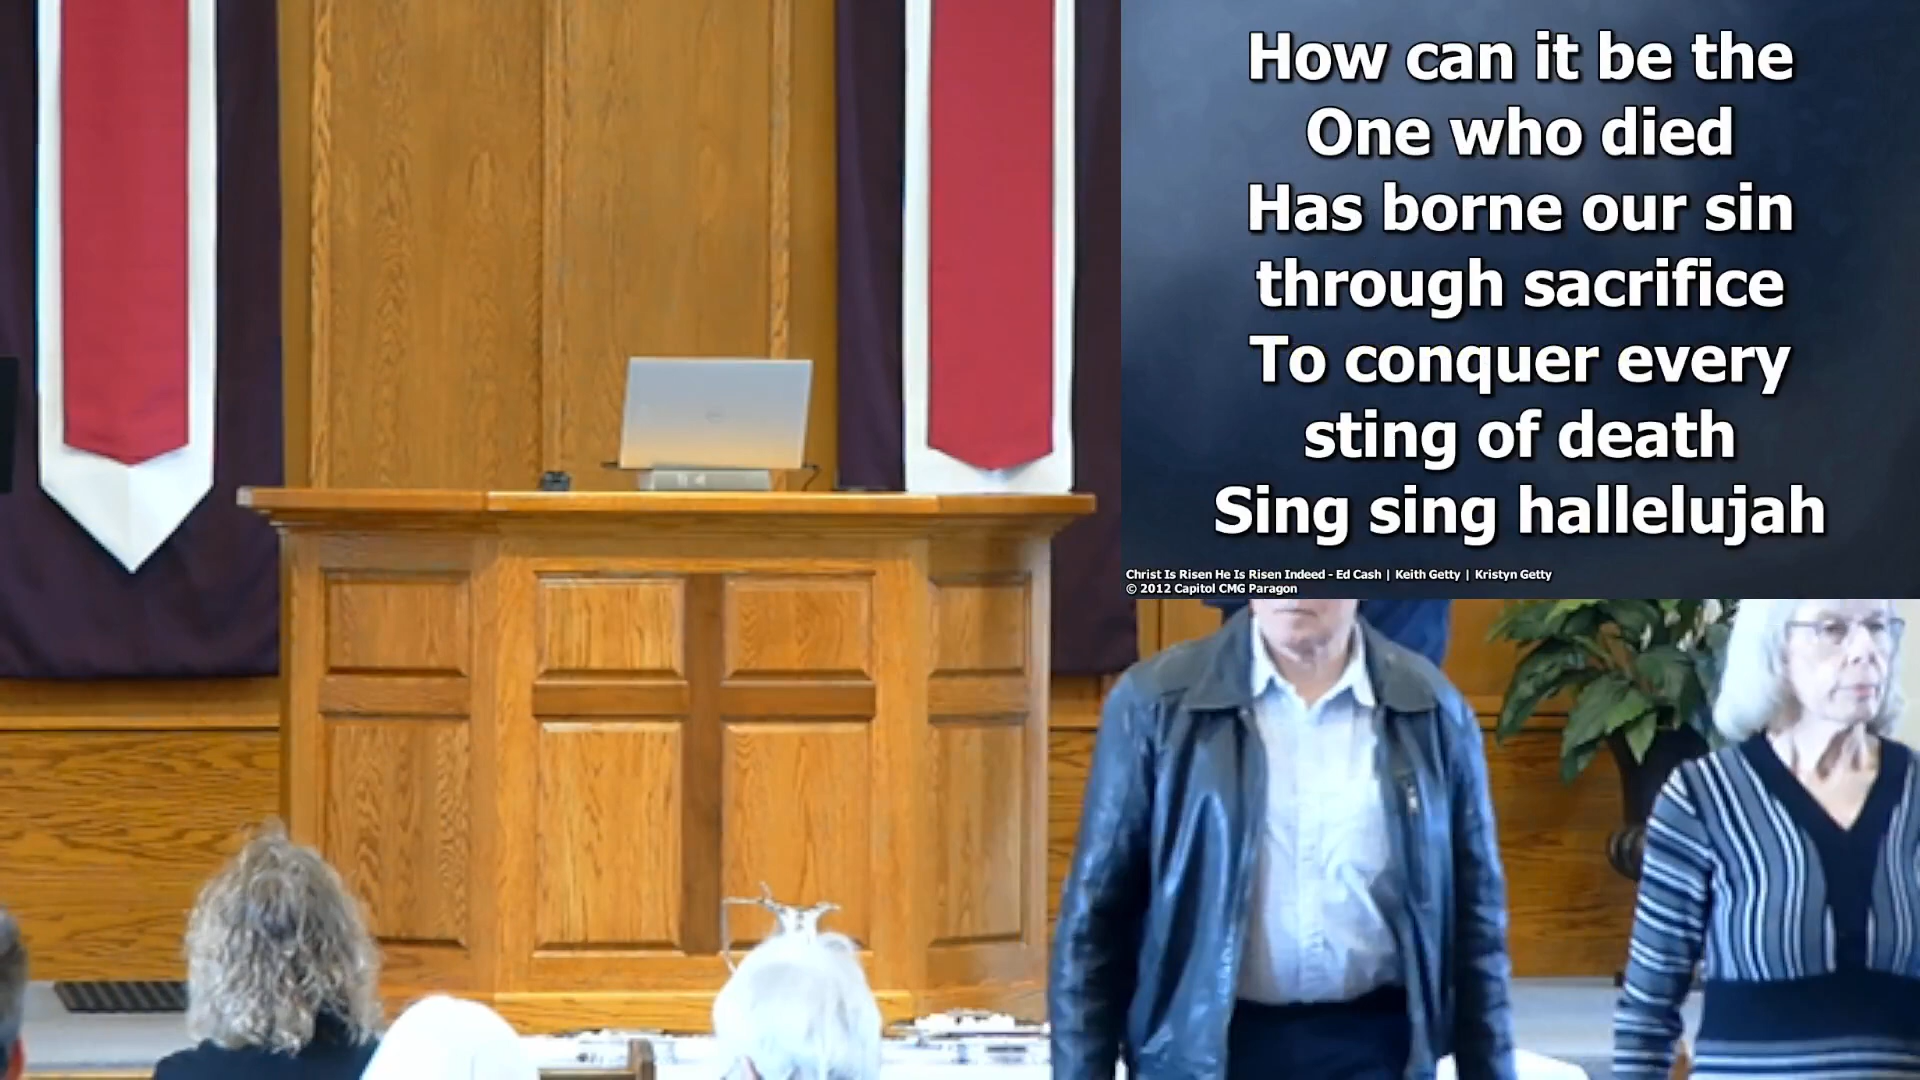 How can it be the
One who died
Has borne our sin
through sacrifice
To conquer every
sting of death
Sing sing hallelujah
Christ Is Risen He Is Risen Indeed - Ed Cash | Keith Getty | Kristyn Getty
© 2012 Capitol CMG Paragon